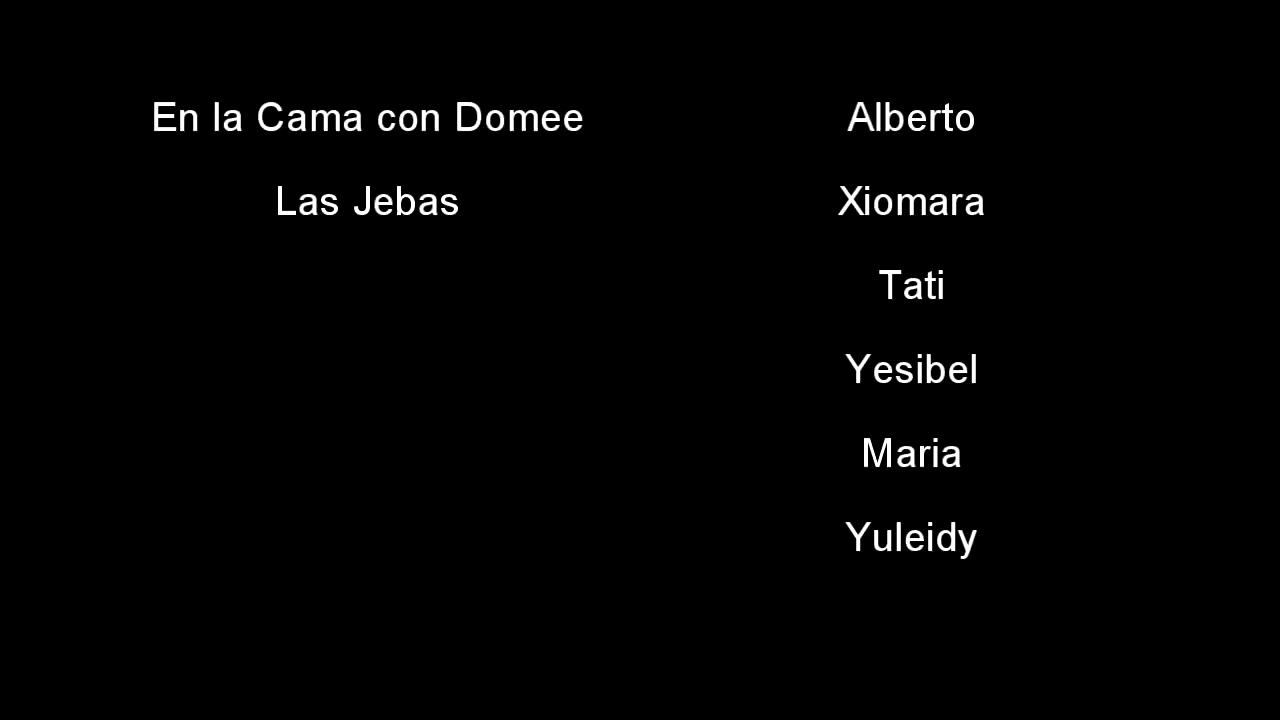 En la Cama con Domee Alberto
Las Jebas Xiomara
Tati
Yesibel
Maria
Yuleidy